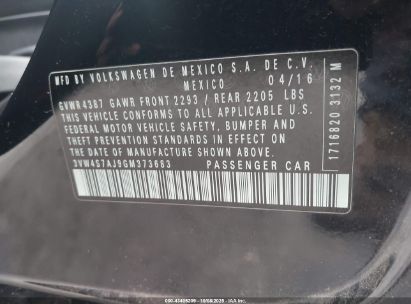 MFD BY VOLKSWAGEN DE MEXICO S.A. DE C.V.
MEXICO 04/16
GVWR 4387 GAWR FRONT 2293 / REAR 2205 LBS
THIS VEHICLE CONFORMS TO ALL APPLICABLE U.S.
FEDERAL MOTOR VEHICLE SAFETY, BUMPER AND
THEFT PREVENTION STANDARDS IN EFFECT ON THE
DATE OF MANUFACTURE SHOWN ABOVE.
3VW4S7AJ9GM373663 PASSENGER CAR
1716820 3132 M